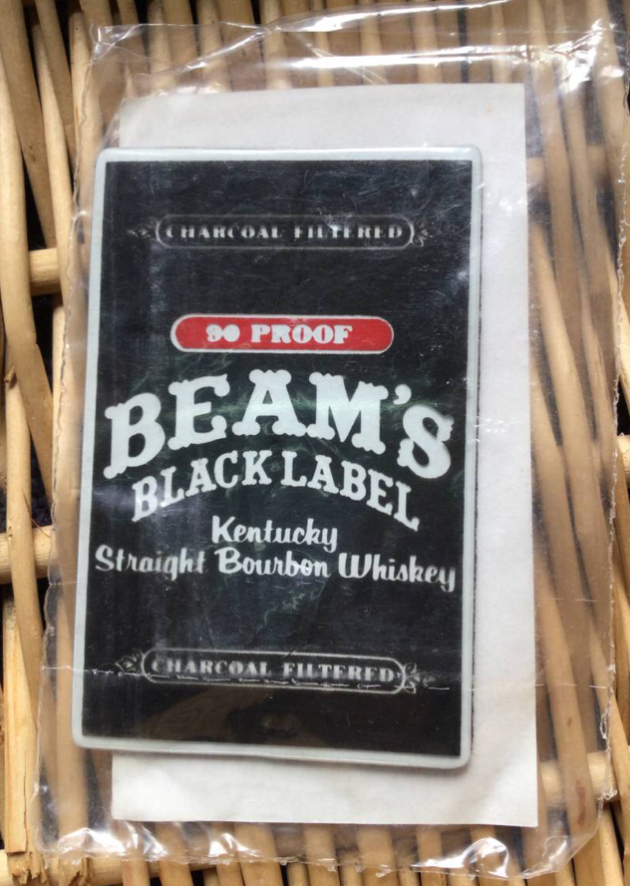 CHARCOAL FILTERED
90 PROOF
BEAM'S
BLACK LABEL
Kentucky
Straight Bourbon Whiskey
CHARCOAL FILTERED